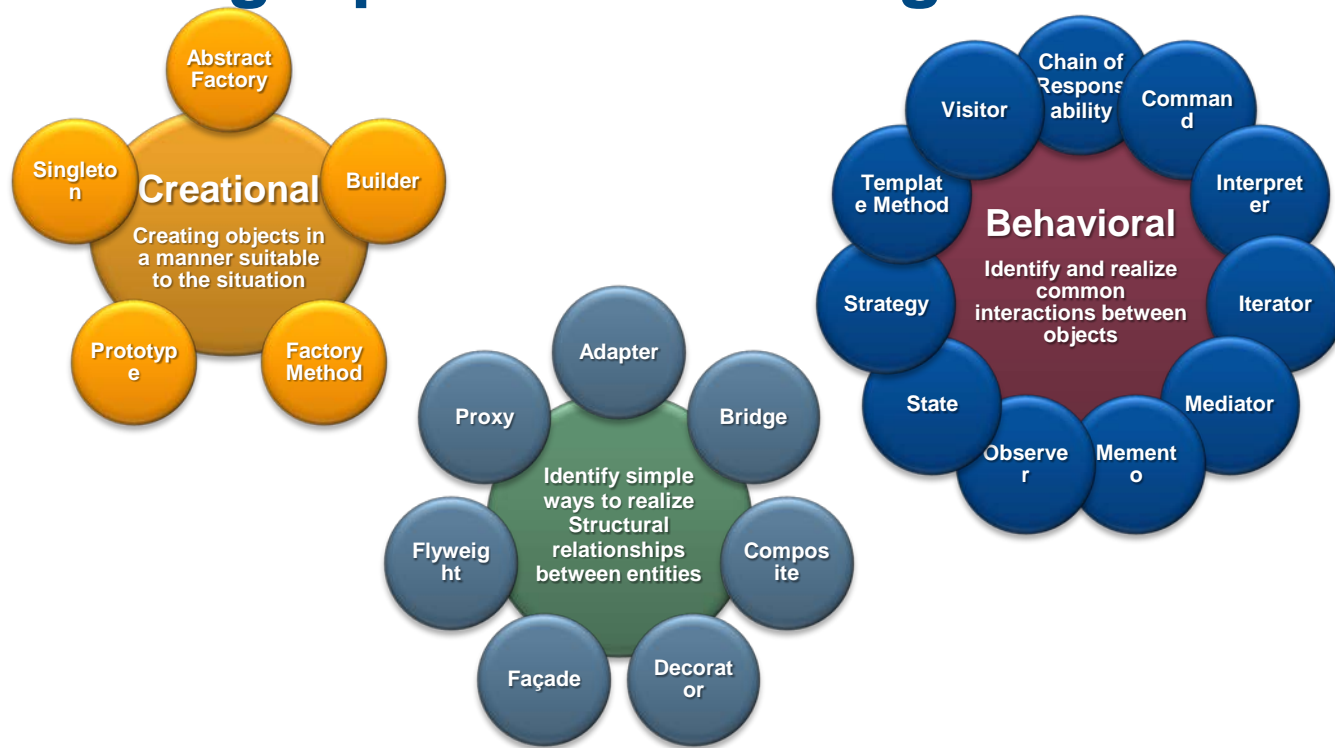 Abstract
Factory
Singleto
n
Creational
Creating objects in
a manner suitable
to the situation
Builder
Prototyp
e
Factory
Method
Adapter
Proxy
Bridge
Identify simple
ways to realize
Structural
relationships
between entities
Flyweig
ht
Compos
ite
Façade
Decorat
or
Chain of
Respons
ability
Visitor
Comman
d
Templat
e Method
Interpret
er
Behavioral
Identify and realize
common
interactions between
objects
Strategy
Iterator
State
Mediator
Observe
r
Mement
o